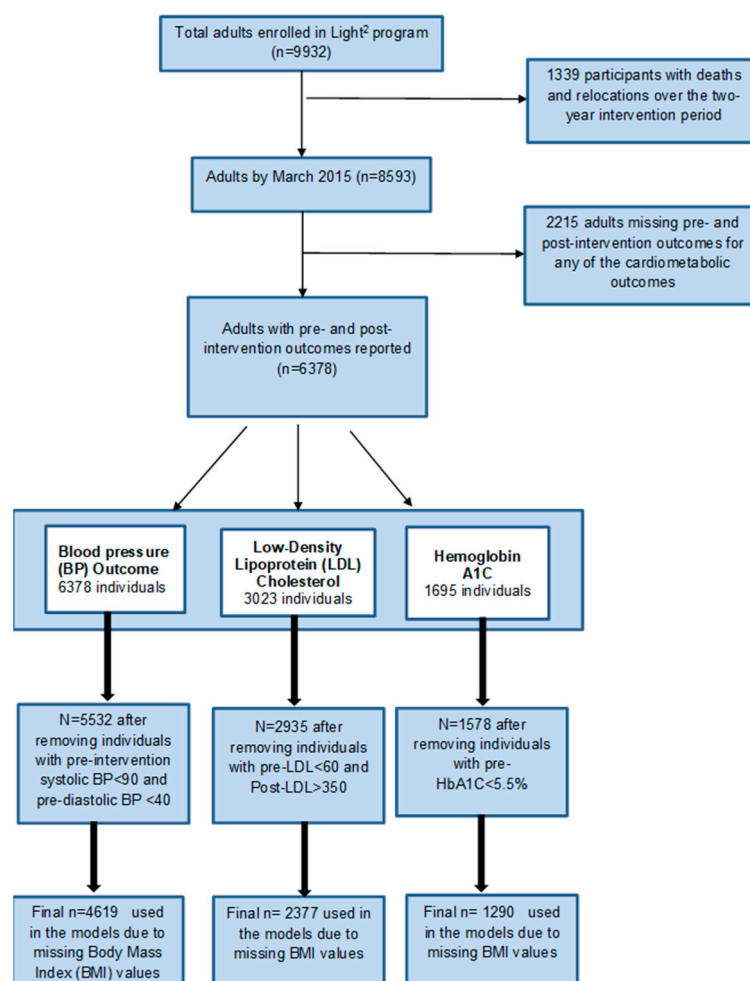 Total adults enrolled in Light² program
(n=9932)
1339 participants with deaths
and relocations over the two-
year intervention period
Adults by March 2015 (n=8593)
2215 adults missing pre- and
post-intervention outcomes for
any of the cardiometabolic
outcomes
Adults with pre- and post-
intervention outcomes reported
(n=6378)
Blood pressure
(BP) Outcome
6378 individuals
Low-Density
Lipoprotein (LDL)
Cholesterol
3023 individuals
Hemoglobin
A1C
1695 individuals
N=5532 after
removing individuals
with pre-intervention
systolic BP<90 and
pre-diastolic BP <40
N=2935 after
removing individuals
with pre-LDL<60 and
Post-LDL>350
N=1578 after
removing individuals
with pre-
HbA1C<5.5%
Final n=4619 used
in the models due to
missing Body Mass
Index (BMI) values
Final n= 2377 used in
the models due to
missing BMI values
Final n= 1290 used
in the models due to
missing BMI values